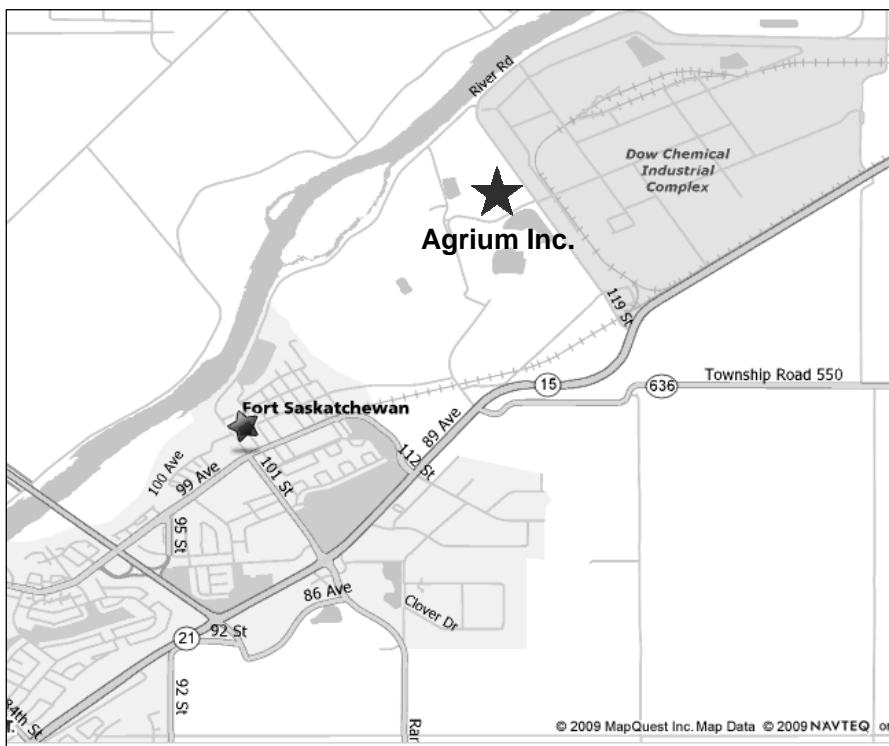 River Rd
Dow Chemical
Industrial
Complex
Agrium Inc.
119 St
Township Road 550
15
636
Fort Saskatchewan
89 Ave
100 Ave
99 Ave
101 St
112 St
95 St
86 Ave
Clover Dr
21
92 St
92 St
84th St
© 2009 MapQuest Inc. Map Data © 2009 NAVTEQ